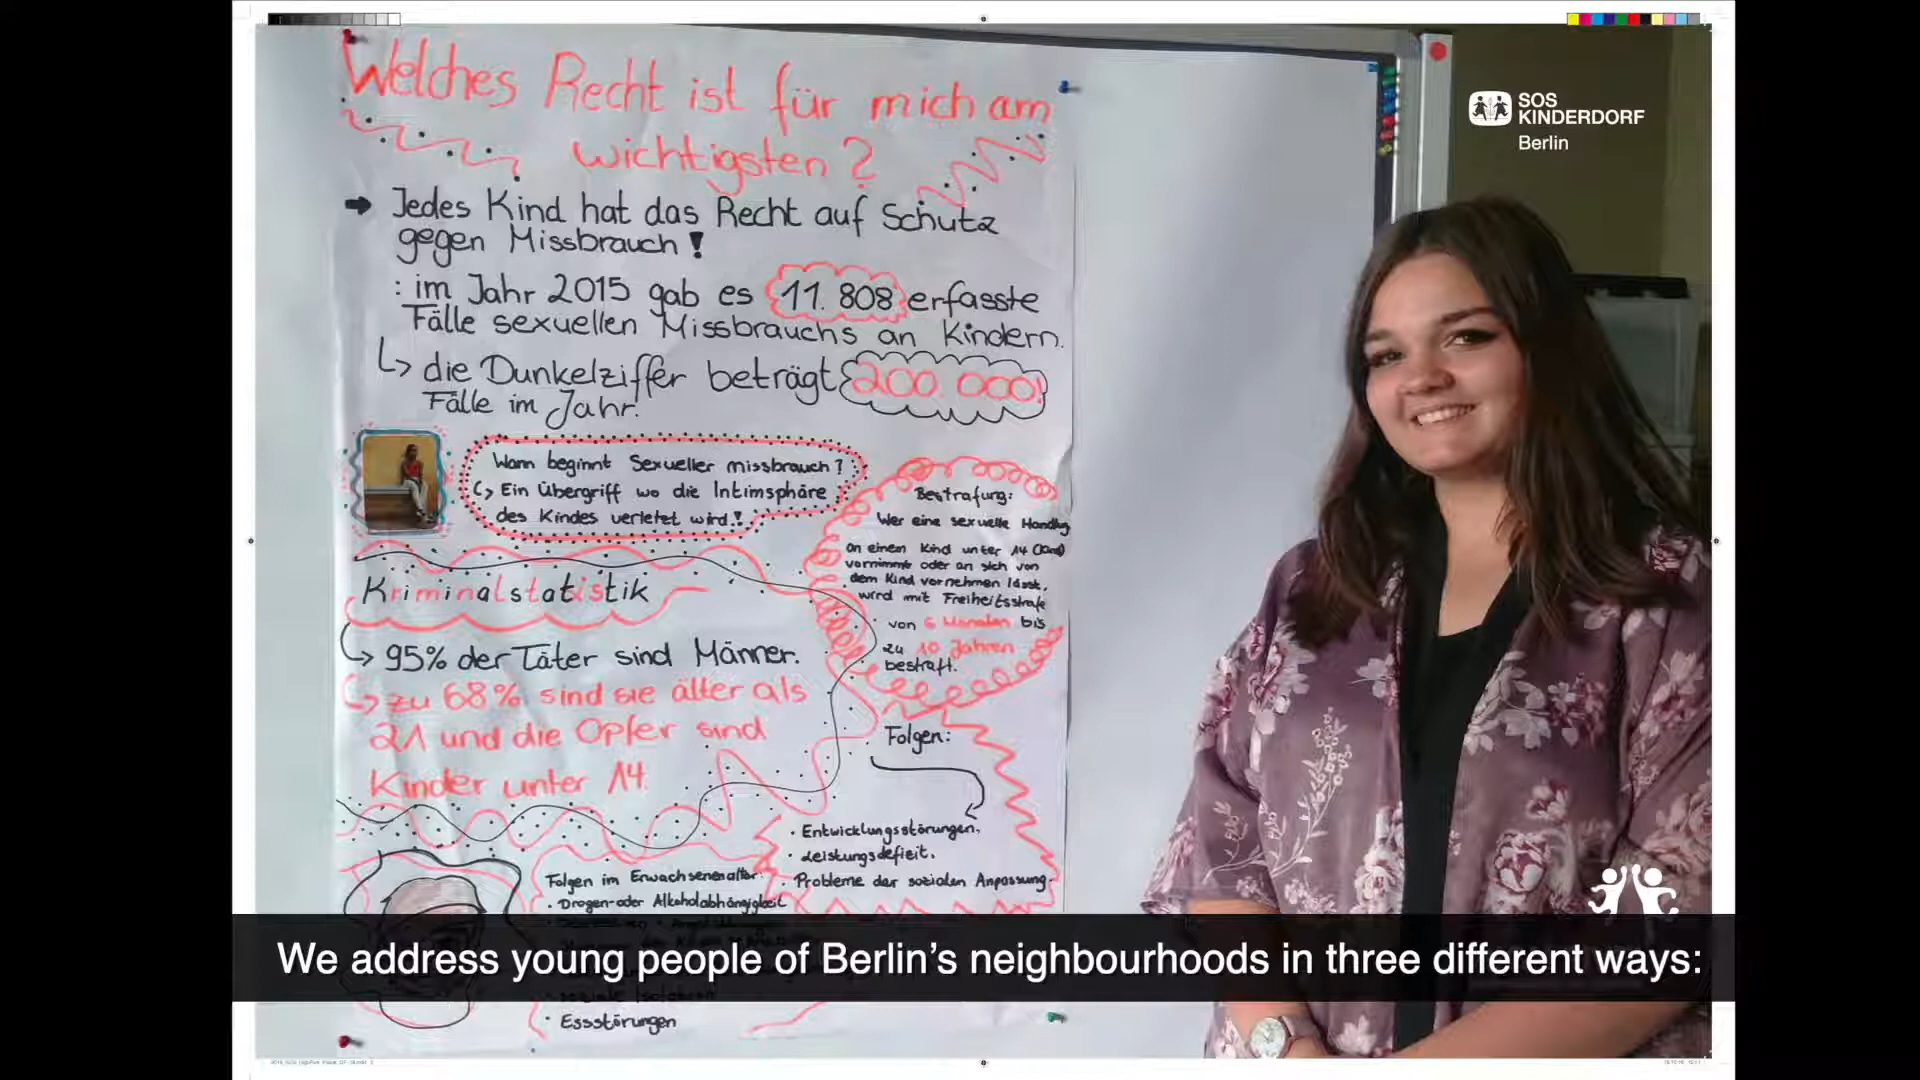 Welches Recht ist für mich am
wichtigsten?
SOS
KINDERDORF
Berlin
➡ Jedes Kind hat das Recht auf Schutz
gegen Missbrauch!
: im Jahr 2015 gab es 11.808 erfasste
Fälle sexuellen Missbrauchs an Kindern.
↳ die Dunkelziffer beträgt 200.000!
Fälle im Jahr.
Wann beginnt Sexueller missbrauch?
↳ Ein Übergriff wo die Intimsphäre
des Kindes verletzt wird!
Bestrafung:
Wer eine sexuelle Handlug
an einem Kind unter 14 (Kind)
vornimmt oder an sich von
dem Kind vornehmen lässt,
wird mit Freiheitsstrafe
von 6 Monaten bis
zu 10 Jahren
bestraft.
Kriminalstatistik
↳ 95% der Täter sind Männer.
↳ zu 68% sind sie älter als
21 und die Opfer sind
Kinder unter 14.
Folgen:
· Entwicklungsstörungen.
· Leistungsdefizit.
· Probleme der sozialen Anpassung.
Folgen im Erwachsenenalter:
· Drogen-oder Alkoholabhängigkeit
We address young people of Berlin's neighbourhoods in three different ways:
· Essstörungen